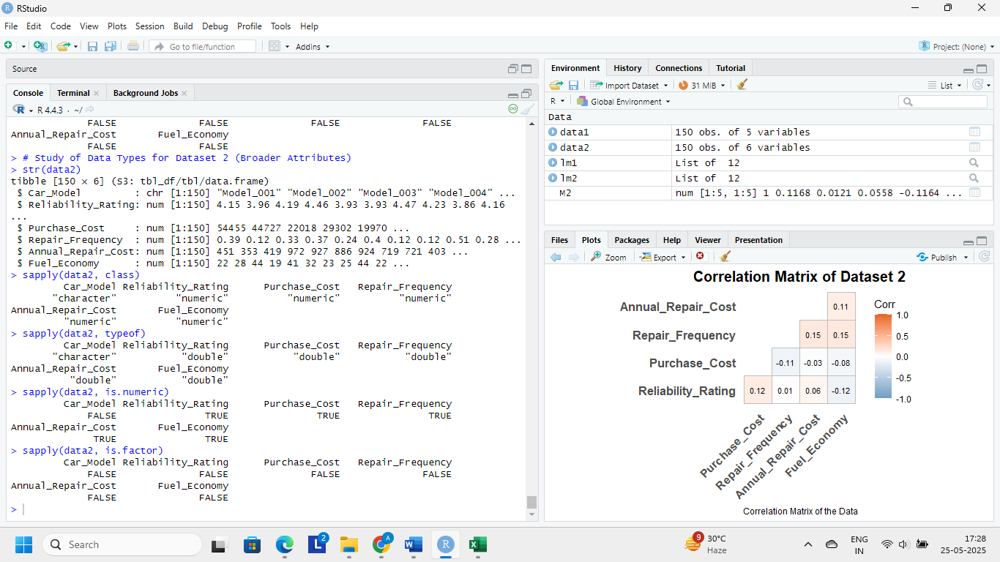 RStudio
File Edit Code View Plots Session Build Debug Profile Tools Help
Go to file/function Addins Project: (None)
Source
Console Terminal Background Jobs
R 4.4.3 · ~/
FALSE FALSE FALSE FALSE
Annual_Repair_Cost Fuel_Economy
FALSE FALSE
> # Study of Data Types for Dataset 2 (Broader Attributes)
> str(data2)
tibble [150 × 6] (S3: tbl_df/tbl/data.frame)
$ Car_Model : chr [1:150] "Model_001" "Model_002" "Model_003" "Model_004" ...
$ Reliability_Rating: num [1:150] 4.15 3.96 4.19 4.46 3.93 3.93 4.47 4.23 3.86 4.16
...
$ Purchase_Cost : num [1:150] 54455 44727 22018 29302 19970 ...
$ Repair_Frequency : num [1:150] 0.39 0.12 0.33 0.37 0.24 0.4 0.12 0.12 0.51 0.28 ...
$ Annual_Repair_Cost: num [1:150] 451 353 419 972 927 886 924 719 721 403 ...
$ Fuel_Economy : num [1:150] 22 28 44 19 41 32 23 25 44 22 ...
> sapply(data2, class)
Car_Model Reliability_Rating Purchase_Cost Repair_Frequency
"character" "numeric" "numeric" "numeric"
Annual_Repair_Cost Fuel_Economy
"numeric" "numeric"
> sapply(data2, typeof)
Car_Model Reliability_Rating Purchase_Cost Repair_Frequency
"character" "double" "double" "double"
Annual_Repair_Cost Fuel_Economy
"double" "double"
> sapply(data2, is.numeric)
Car_Model Reliability_Rating Purchase_Cost Repair_Frequency
FALSE TRUE TRUE TRUE
Annual_Repair_Cost Fuel_Economy
TRUE TRUE
> sapply(data2, is.factor)
Car_Model Reliability_Rating Purchase_Cost Repair_Frequency
FALSE FALSE FALSE FALSE
Annual_Repair_Cost Fuel_Economy
FALSE FALSE
>
Environment History Connections Tutorial
Import Dataset 31 MiB List
R Global Environment
Data
data1 150 obs. of 5 variables
data2 150 obs. of 6 variables
lm1 List of 12
lm2 List of 12
M2 num [1:5, 1:5] 1 0.1168 0.0121 0.0558 -0.1164 ...
Files Plots Packages Help Viewer Presentation
Zoom Export Publish
Correlation Matrix of Dataset 2
Annual_Repair_Cost 0.11
Repair_Frequency 0.15 0.15
Purchase_Cost -0.11 -0.03 -0.08
Reliability_Rating 0.12 0.01 0.06 -0.12
Purchase_Cost
Repair_Frequency
Annual_Repair_Cost
Fuel_Economy
Corr
1.0
0.5
0.0
-0.5
-1.0
Correlation Matrix of the Data
Search
L 2
A
W
R
X
9
30°C
Haze
ENG
IN
17:28
25-05-2025